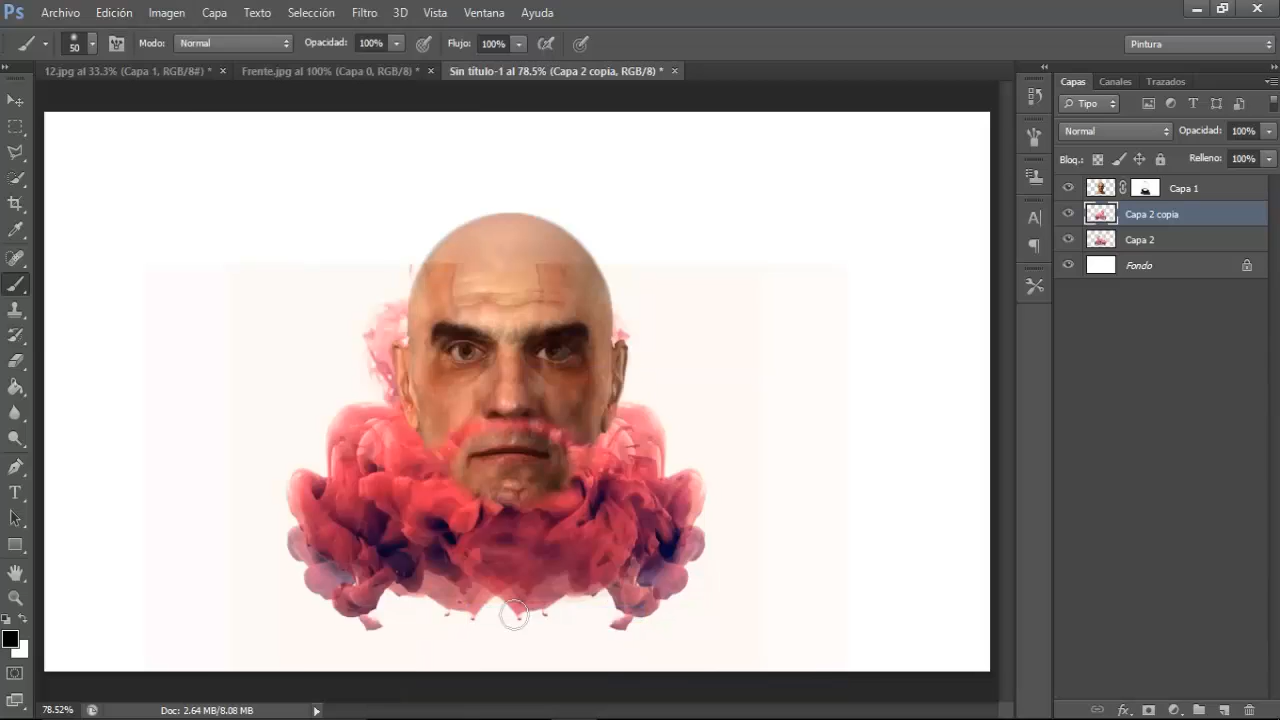 Ps Archivo Edición Imagen Capa Texto Selección Filtro 3D Vista Ventana Ayuda
50 Modo: Normal Opacidad: 100% Flujo: 100% Pintura
12.jpg al 33.3% (Capa 1, RGB/8#) * × Frente.jpg al 100% (Capa 0, RGB/8) * × Sin título-1 al 78.5% (Capa 2 copia, RGB/8) * ×
Capas Canales Trazados
Tipo
Normal Opacidad: 100%
Bloq.: Relleno: 100%
Capa 1
Capa 2 copia
Capa 2
Fondo
78.52% Doc: 2.64 MB/8.08 MB